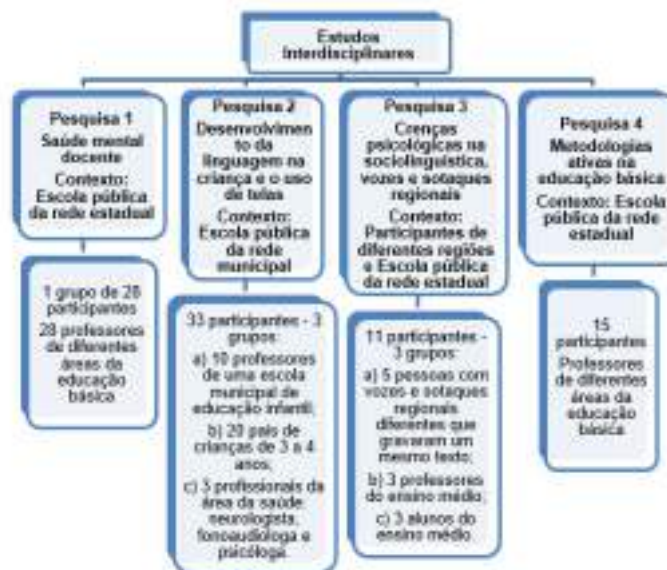 Estudos
Interdisciplinares
Pesquisa 1
Saúde mental
docente
Contexto:
Escola pública
da rede estadual
1 grupo de 28
participantes
28 professores
de diferentes
áreas da
educação
básica
Pesquisa 2
Desenvolvime
nto da
linguagem na
criança e o uso
de telas
Contexto:
Escola pública
da rede
municipal
33 participantes - 3
grupos:
a) 10 professores
de uma escola
municipal de
educação infantil;
b) 20 pais de
crianças de 3 a 4
anos;
c) 3 profissionais da
área da saúde:
neurologista,
fonoaudióloga e
psicóloga.
Pesquisa 3
Crenças
psicológicas na
sociolinguística,
vozes e sotaques
regionais
Contexto:
Participantes de
diferentes regiões
e Escola pública
da rede estadual
11 participantes -
3 grupos:
a) 5 pessoas com
vozes e sotaques
regionais
diferentes que
gravaram um
mesmo texto;
b) 3 professores
do ensino médio;
c) 3 alunos do
ensino médio.
Pesquisa 4
Metodologias
ativas na
educação básica
Contexto: Escola
pública da rede
estadual
15
participantes
Professores
de diferentes
áreas da
educação
básica